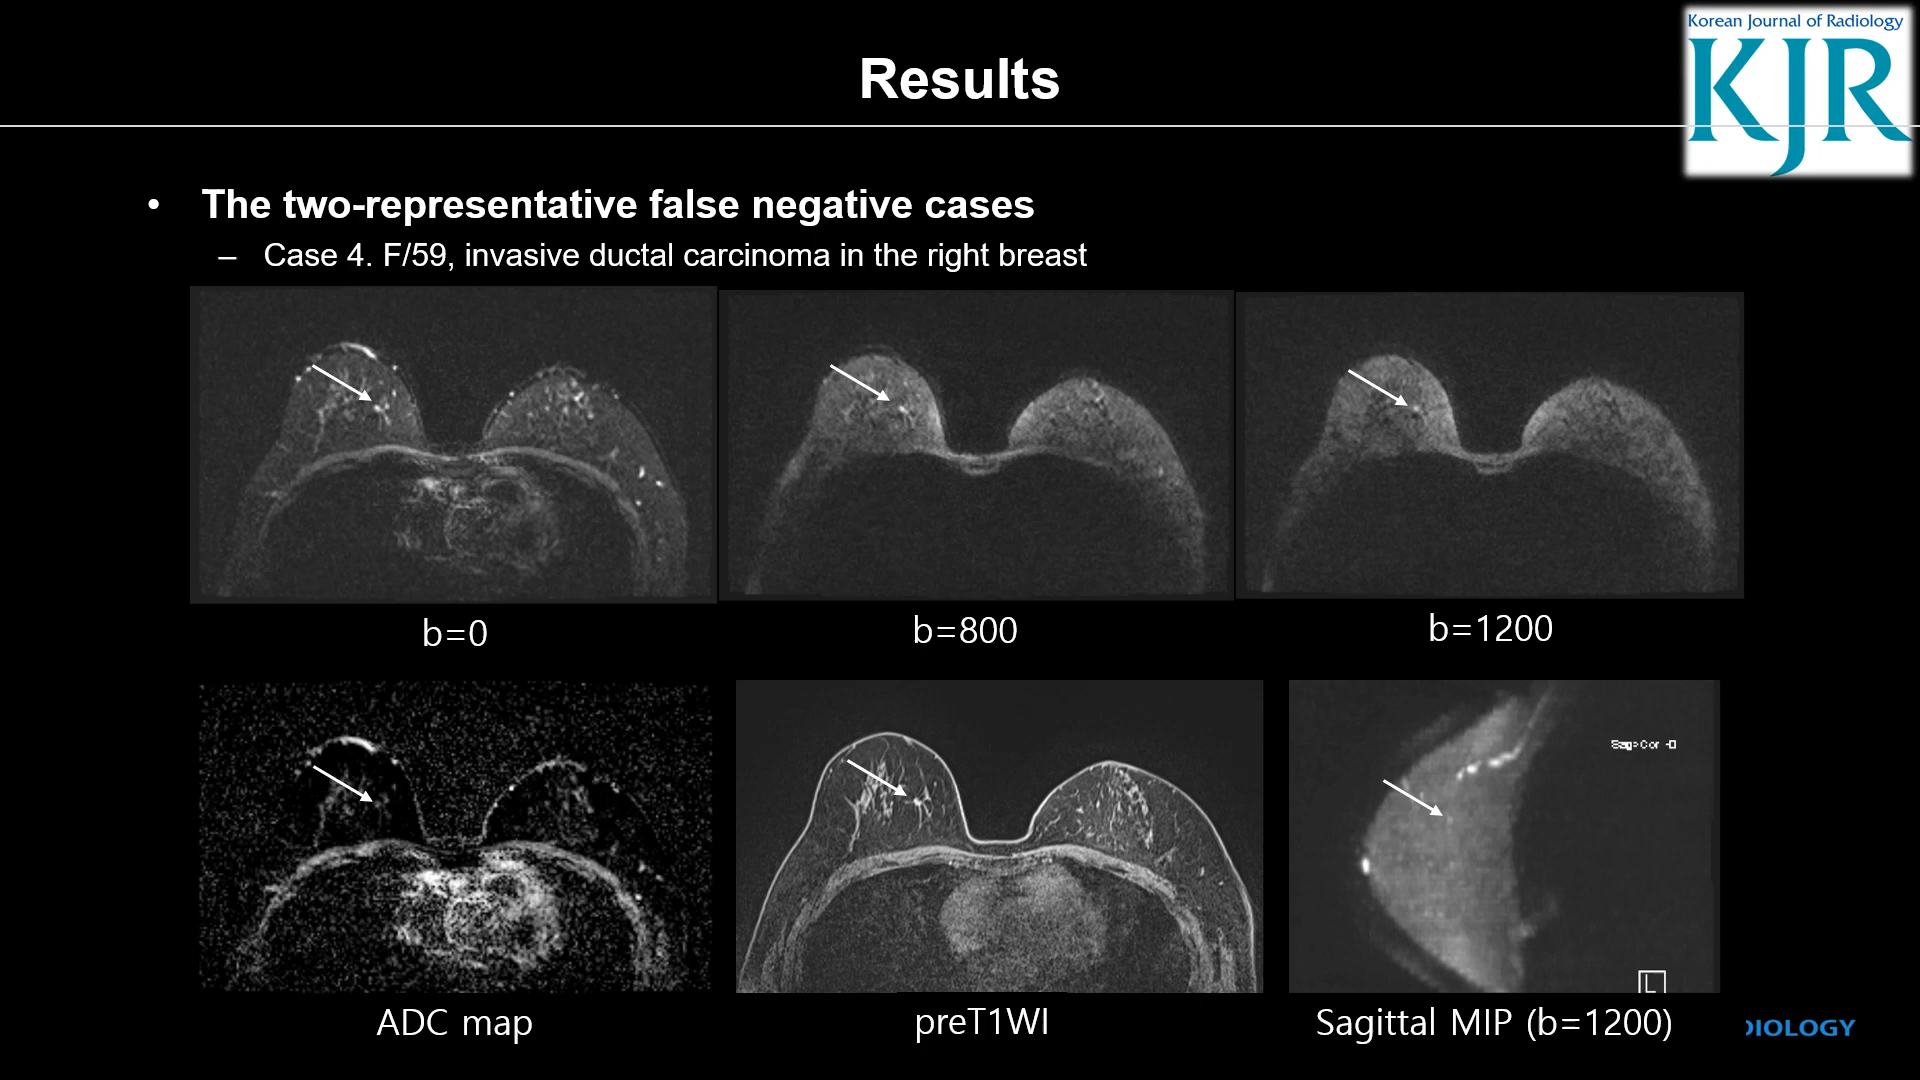 Results
Korean Journal of Radiology
KJR
• The two-representative false negative cases
– Case 4. F/59, invasive ductal carcinoma in the right breast
b=0
b=800
b=1200
L
ADC map
preT1WI
Sagittal MIP (b=1200)
DIOLOGY